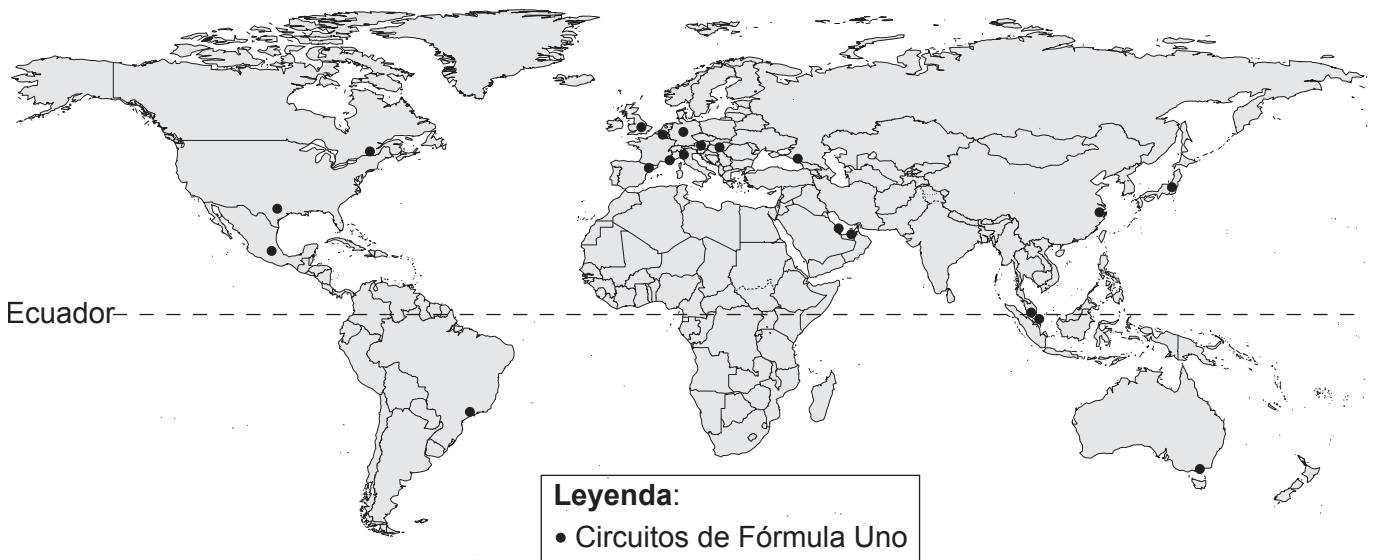 Ecuador
Leyenda:
• Circuitos de Fórmula Uno